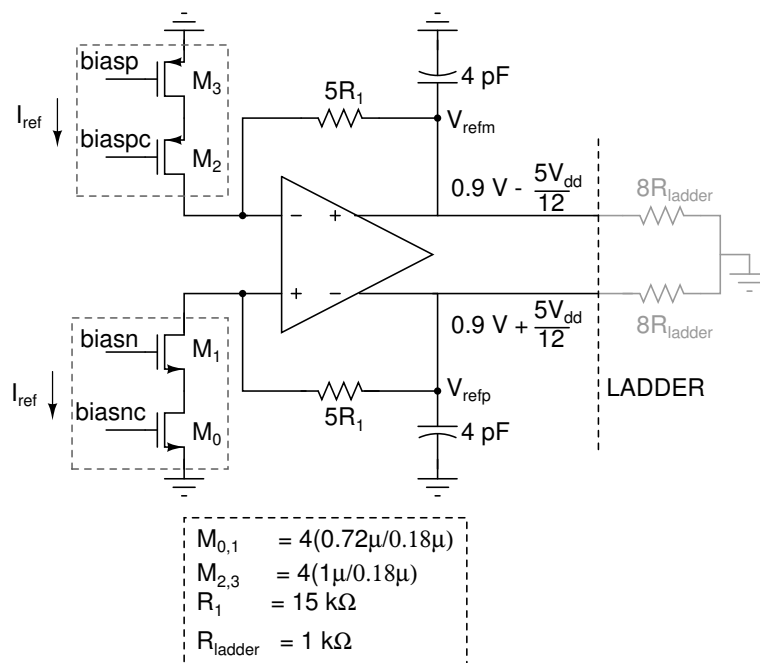 biasp
M3
Iref
biaspc
M2
5R1
4 pF
Vrefm
0.9 V - 5Vdd/12
8Rladder
− +
+ −
biasn
M1
Iref
biasnc
M0
5R1
0.9 V + 5Vdd/12
8Rladder
Vrefp
LADDER
4 pF
M0,1 = 4(0.72μ/0.18μ)
M2,3 = 4(1μ/0.18μ)
R1 = 15 kΩ
Rladder = 1 kΩ